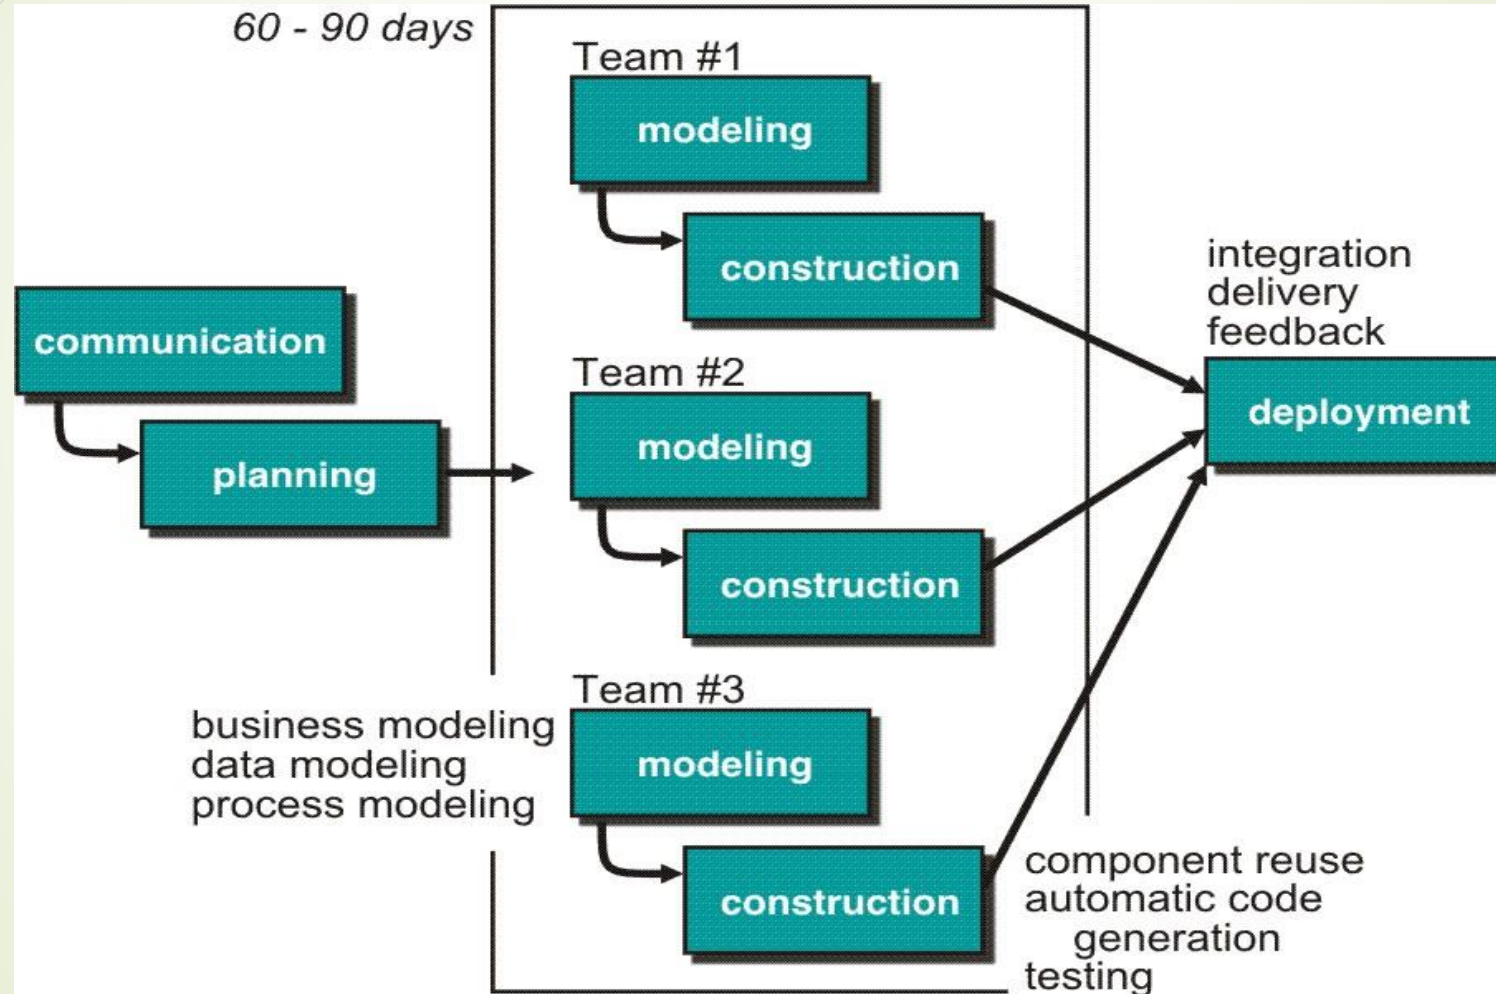 60 - 90 days
Team #1
modeling
construction
communication
planning
Team #2
modeling
construction
Team #3
business modeling
data modeling
process modeling
modeling
construction
component reuse
automatic code
generation
testing
integration
delivery
feedback
deployment